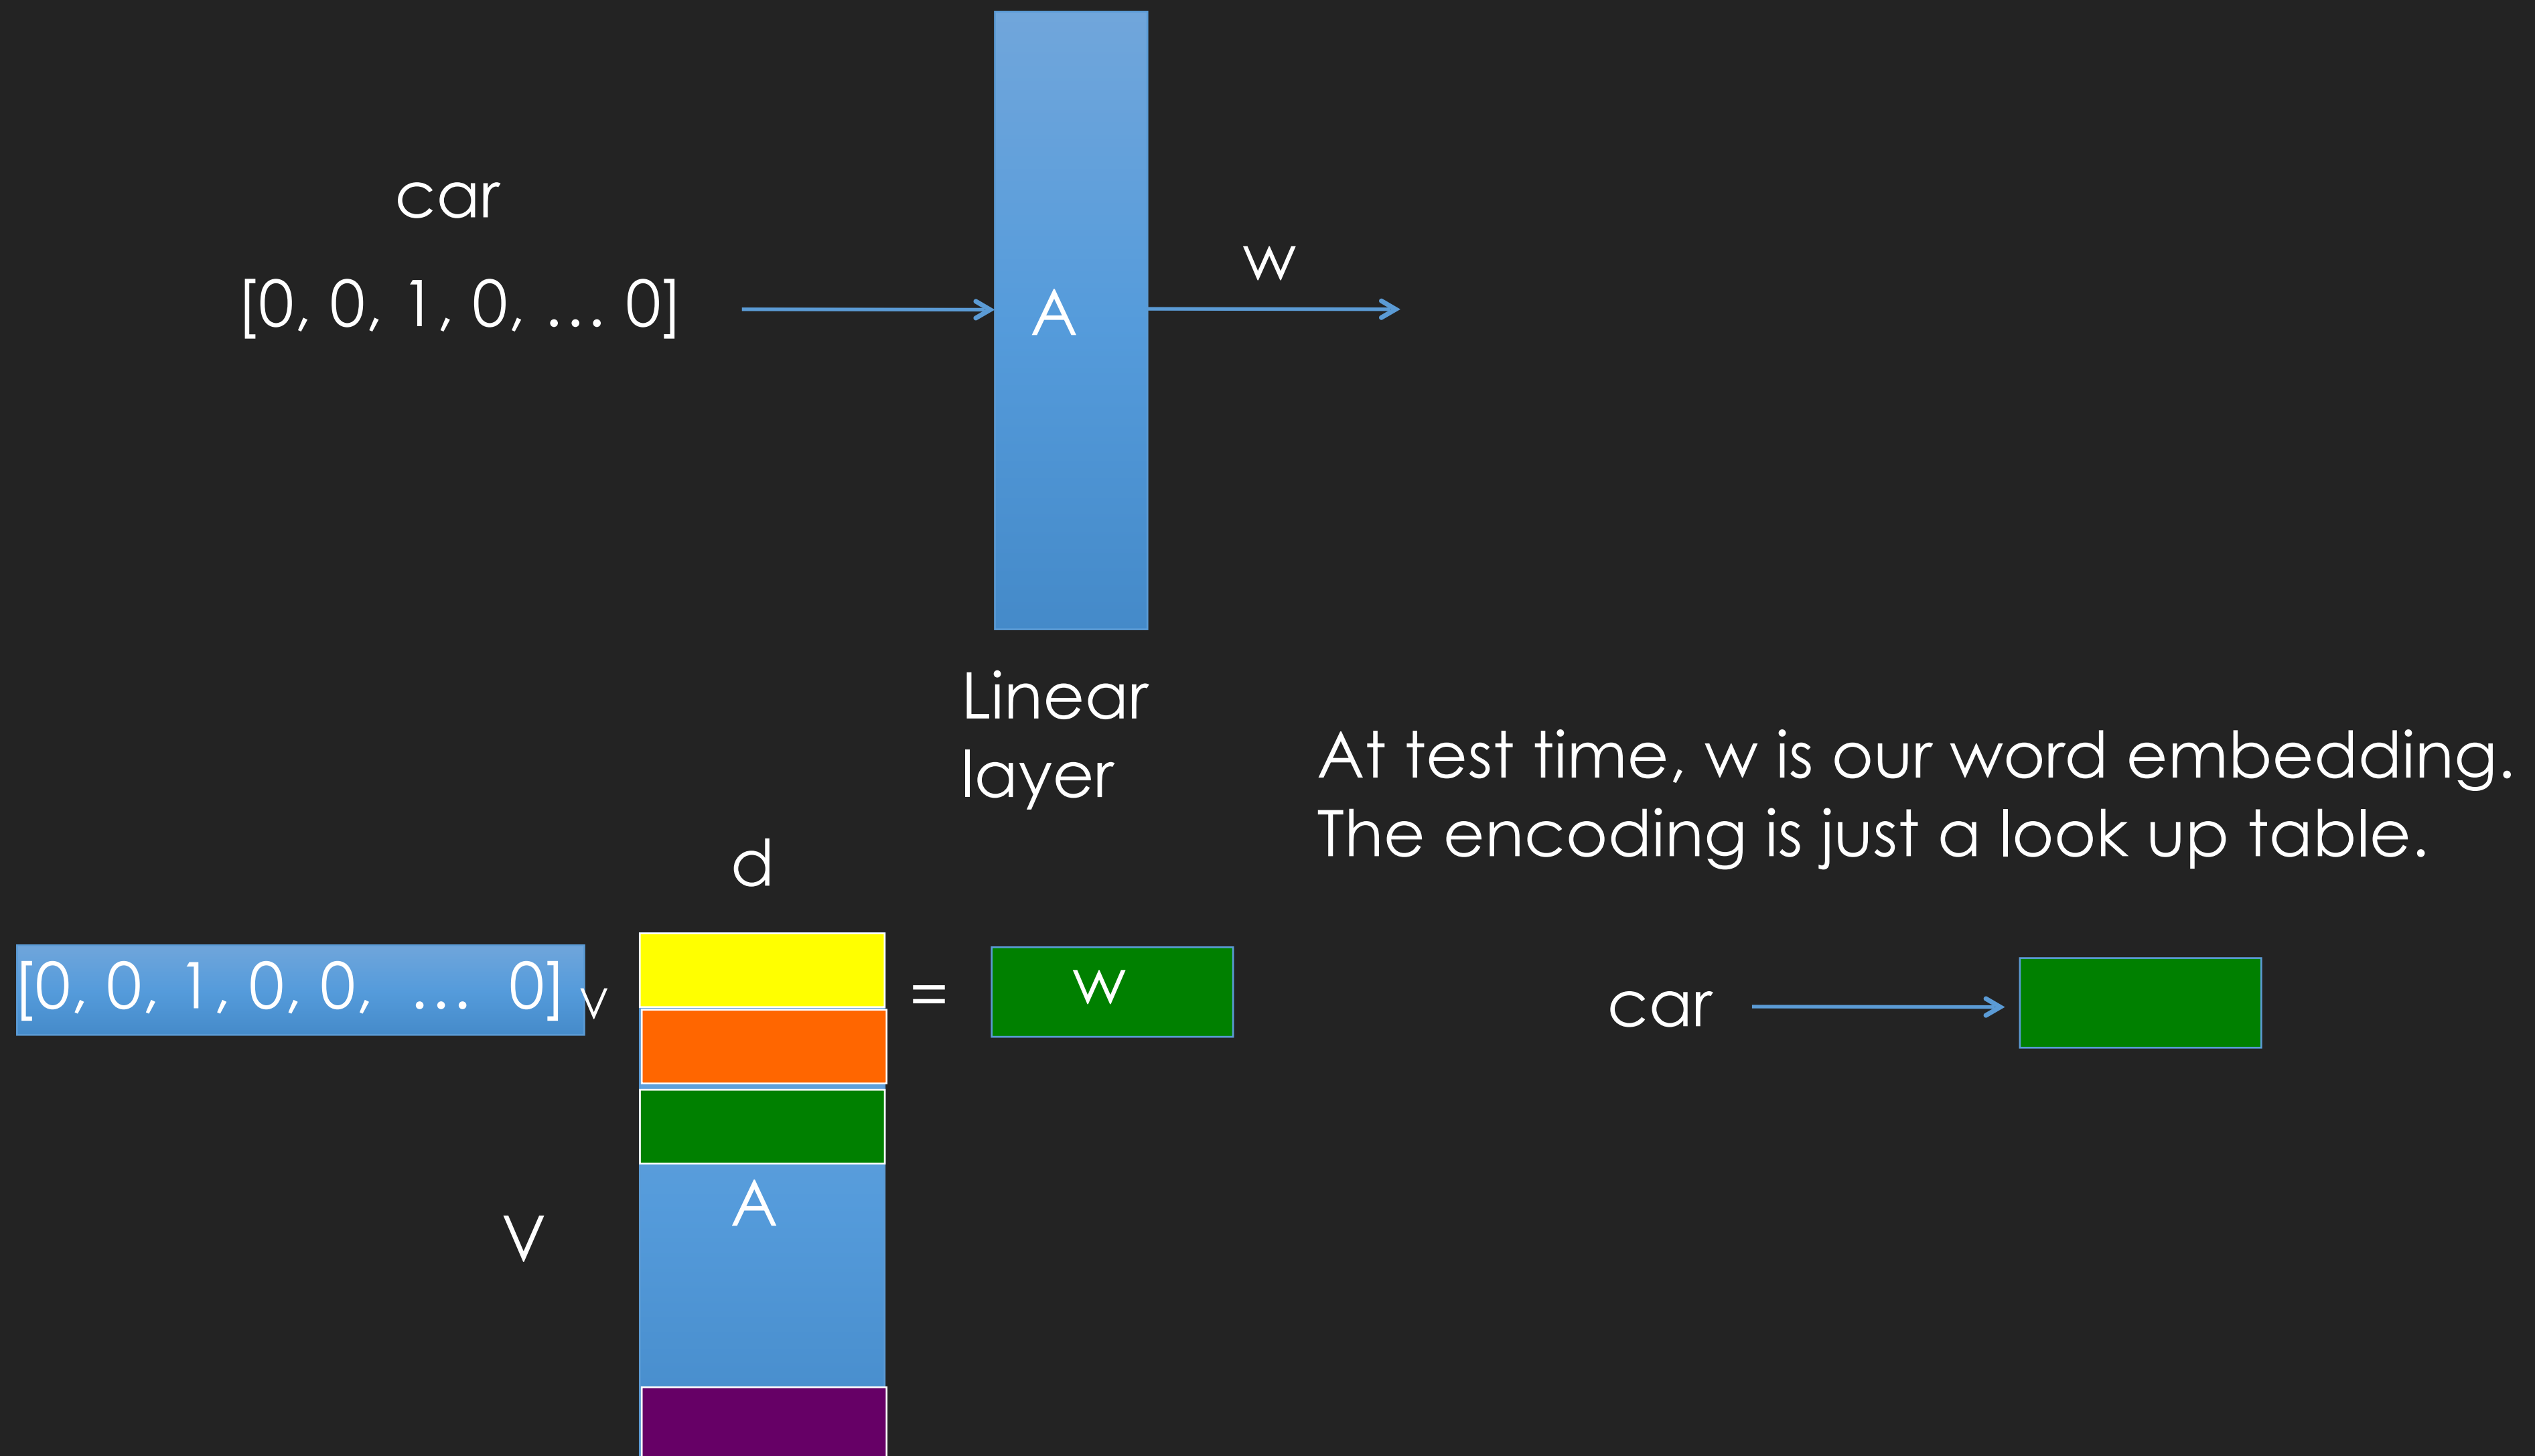 car
[0, 0, 1, 0, ... 0]
A
w
Linear
layer
At test time, w is our word embedding.
The encoding is just a look up table.
d
[0, 0, 1, 0, 0, ... 0]
V
=
w
car
A
V